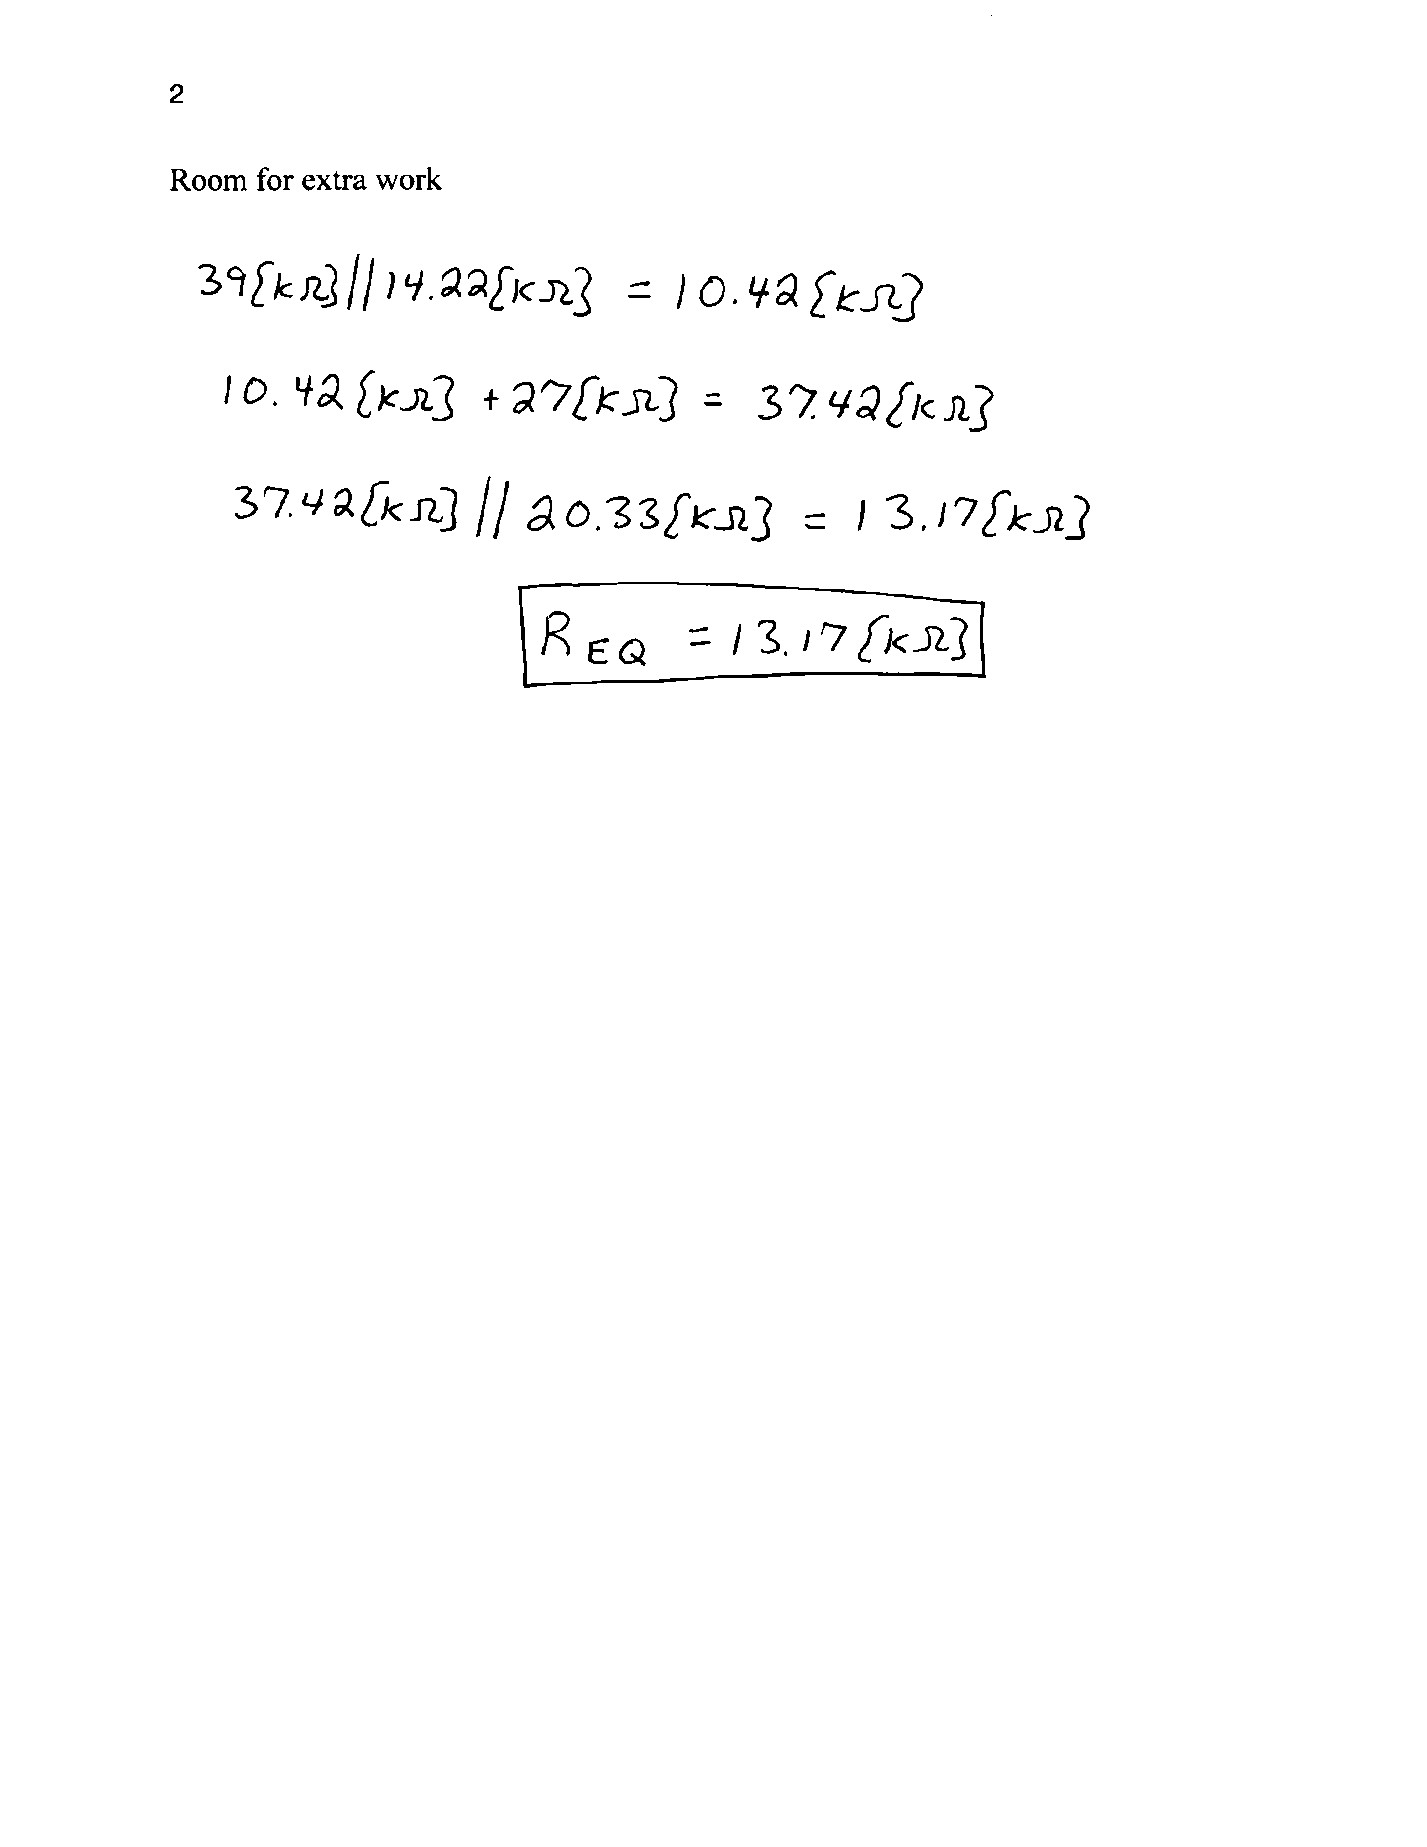 2
Room for extra work
39{kΩ}//14.22{kΩ} = 10.42{kΩ}
10.42{kΩ} + 27{kΩ} = 37.42{kΩ}
37.42{kΩ} // 20.33{kΩ} = 13.17{kΩ}
R EQ = 13.17{kΩ}